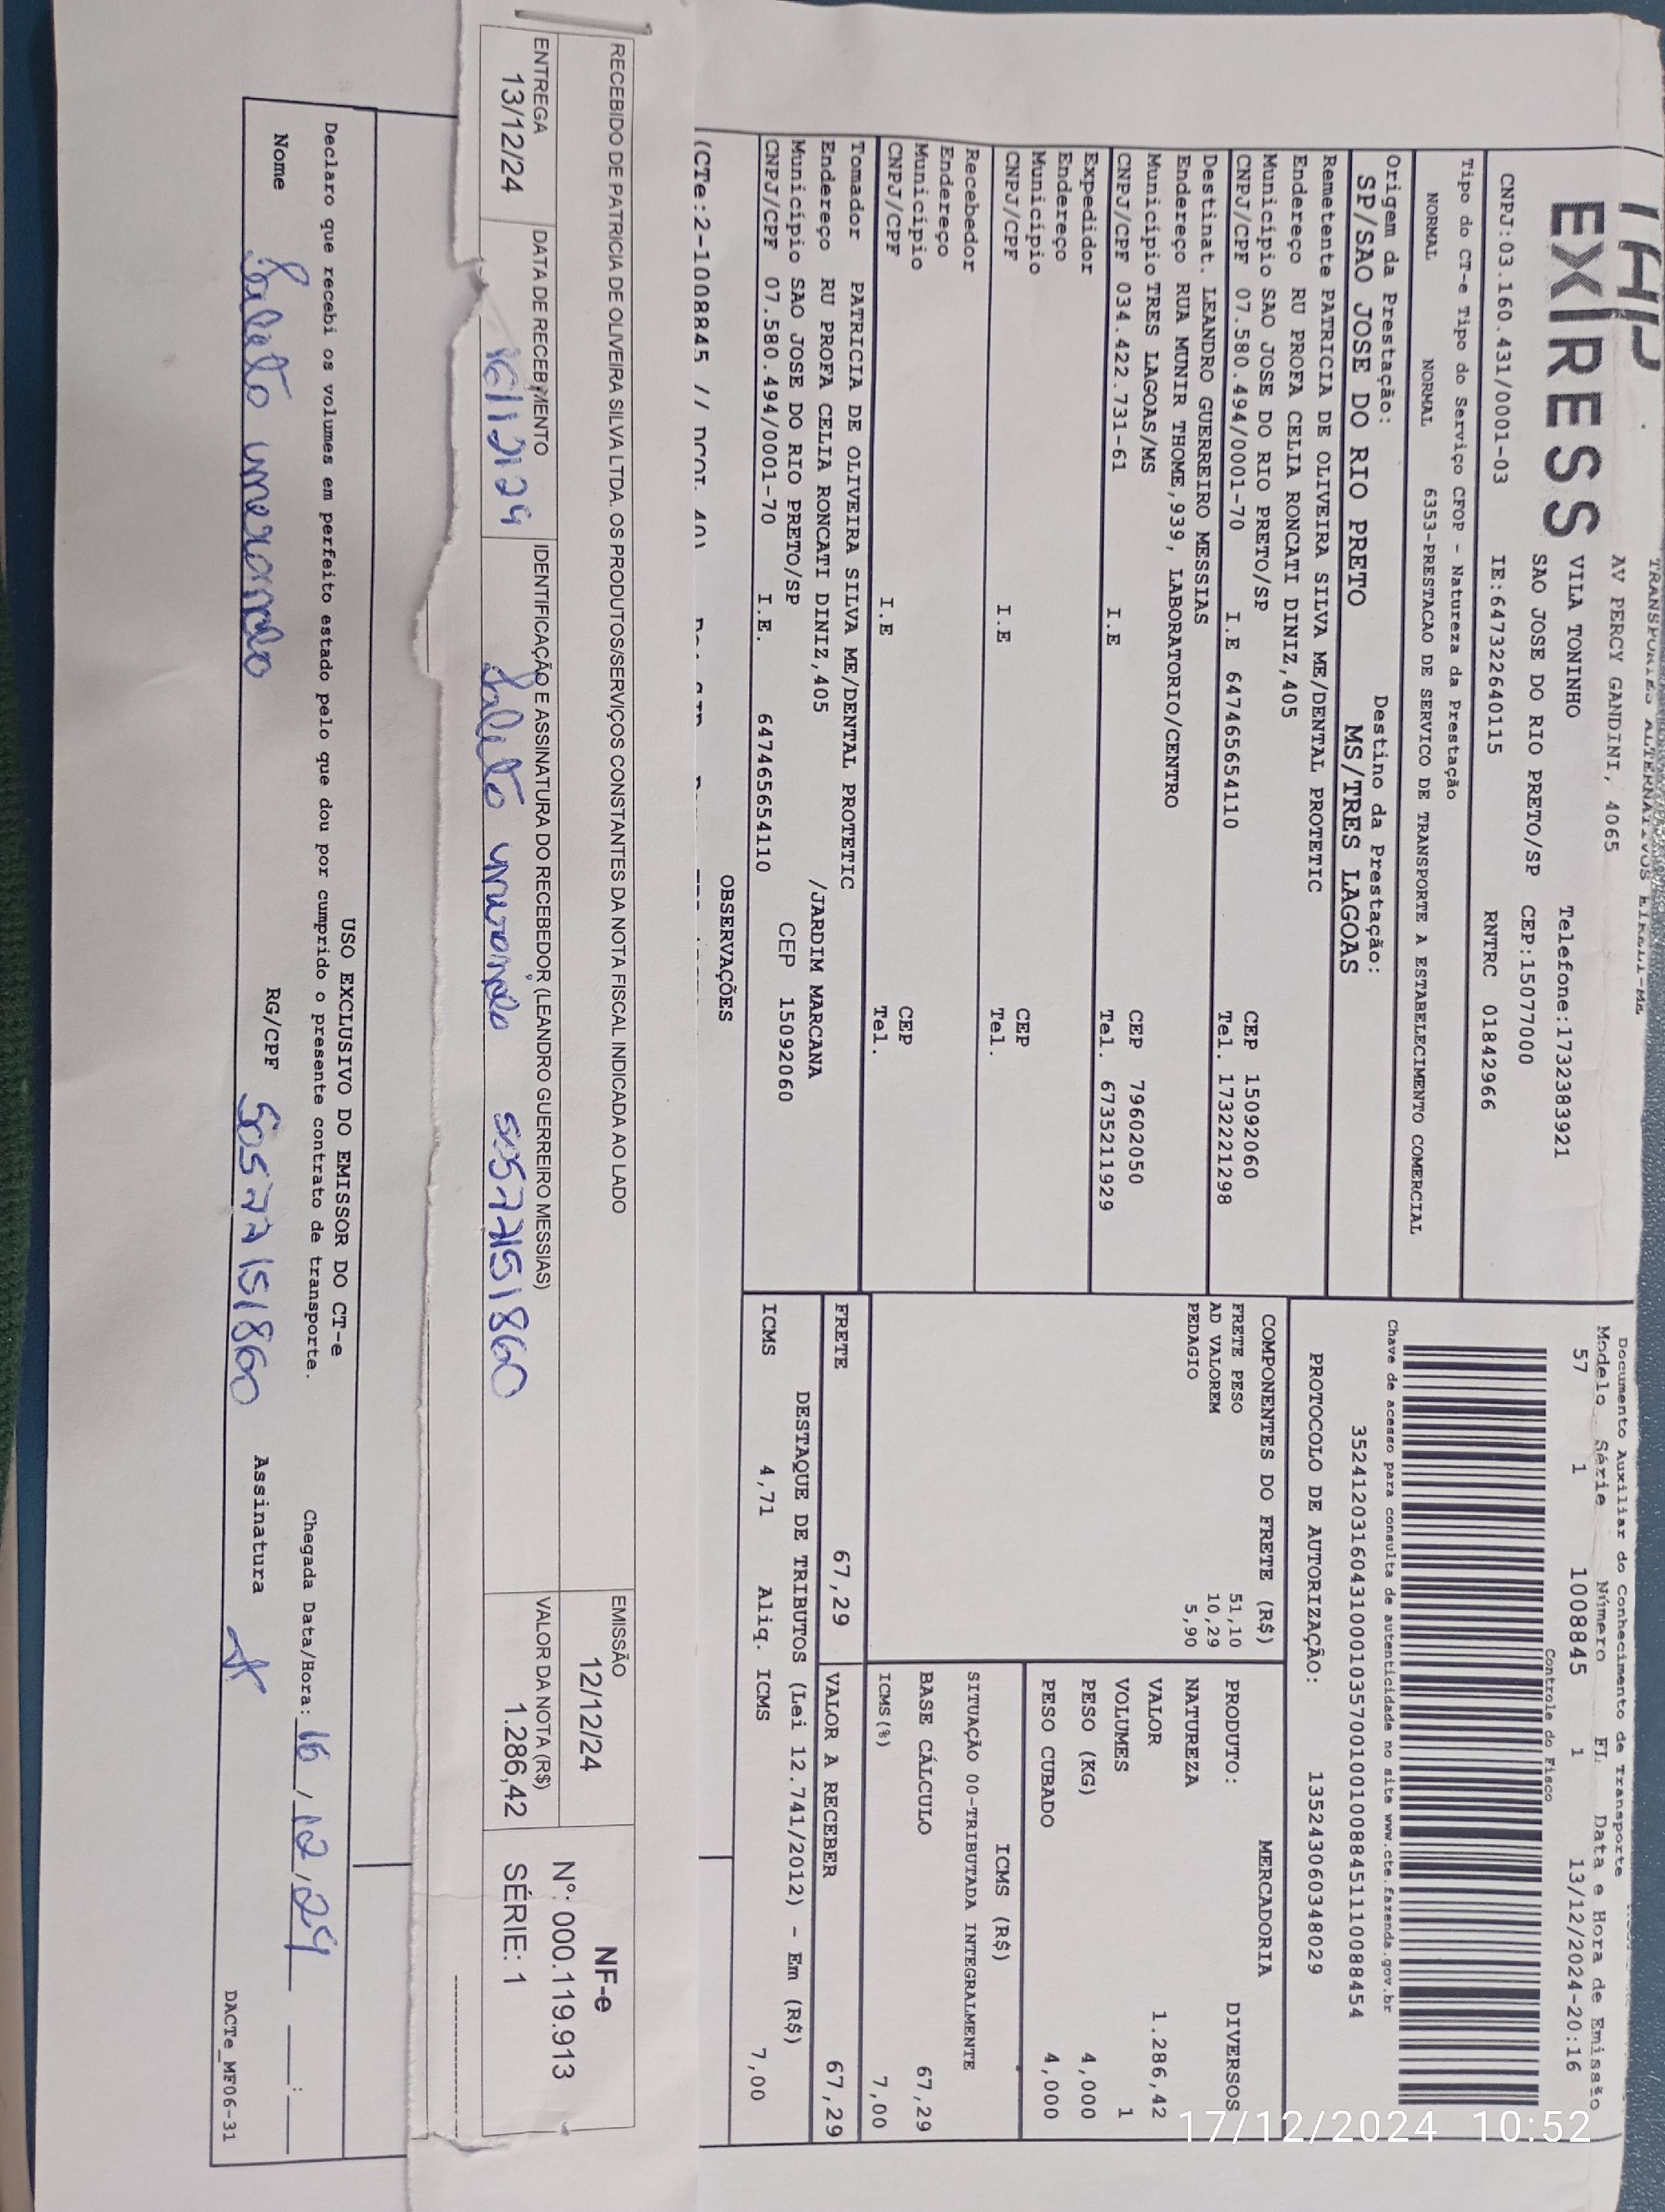 TAP
EXPRESS
TRANSPORTES ALTERNATIVOS EIRELI-ME
AV PERCY GANDINI, 4065
VILA TONINHO Telefone:1732383921
SAO JOSE DO RIO PRETO/SP CEP:15077000
CNPJ:03.160.431/0001-03 IE:647322640115 RNTRC 01842966
Tipo do CT-e Tipo do Serviço CFOP - Natureza da Prestação
NORMAL NORMAL 6353-PRESTACAO DE SERVICO DE TRANSPORTE A ESTABELECIMENTO COMERCIAL
Origem da Prestação: Destino da Prestação:
SP/SAO JOSE DO RIO PRETO MS/TRES LAGOAS
Documento Auxiliar do Conhecimento de Transporte
Modelo Série Número FL Data e Hora de Emissão
57 1 1008845 1 13/12/2024-20:16
Controle do Fisco
Chave de acesso para consulta de autenticidade no site www.cte.fazenda.gov.br
35241203160431000103570010010088451110088454
PROTOCOLO DE AUTORIZAÇÃO: 135243060348029
Remetente PATRICIA DE OLIVEIRA SILVA ME/DENTAL PROTETIC
Endereço RU PROFA CELIA RONCATI DINIZ,405
Município SAO JOSE DO RIO PRETO/SP CEP 15092060
CNPJ/CPF 07.580.494/0001-70 I.E 647465654110 Tel. 1732221298
Destinat. LEANDRO GUERREIRO MESSIAS
Endereço RUA MUNIR THOME,939, LABORATORIO/CENTRO
Município TRES LAGOAS/MS CEP 79602050
CNPJ/CPF 034.422.731-61 I.E Tel. 6735211929
Expedidor
Endereço
Município CEP
CNPJ/CPF I.E Tel.
Recebedor
Endereço
Município CEP
CNPJ/CPF I.E Tel.
Tomador PATRICIA DE OLIVEIRA SILVA ME/DENTAL PROTETIC
Endereço RU PROFA CELIA RONCATI DINIZ,405 /JARDIM MARCANA
Município SAO JOSE DO RIO PRETO/SP CEP 15092060
CNPJ/CPF 07.580.494/0001-70 I.E. 647465654110
COMPONENTES DO FRETE (R$)
FRETE PESO 51,10
AD VALOREM 10,29
PEDAGIO 5,90
MERCADORIA
PRODUTO: DIVERSOS
NATUREZA
VALOR 1.286,42
VOLUMES 1
PESO (KG) 4,000
PESO CUBADO 4,000
ICMS (R$)
SITUAÇÃO 00-TRIBUTADA INTEGRALMENTE
BASE CÁLCULO 67,29
ICMS(%) 7,00
FRETE 67,29 VALOR A RECEBER 67,29
DESTAQUE DE TRIBUTOS (Lei 12.741/2012) - Em (R$)
ICMS 4,71 Aliq. ICMS 7,00
OBSERVAÇÕES
(CTe:2-1008845 //
RECEBIDO DE PATRICIA DE OLIVEIRA SILVA LTDA. OS PRODUTOS/SERVIÇOS CONSTANTES DA NOTA FISCAL INDICADA AO LADO
EMISSÃO
12/12/24
NF-e
Nº: 000.119.913
SÉRIE: 1
ENTREGA
13/12/24
DATA DE RECEBIMENTO
16/12/24
IDENTIFICAÇÃO E ASSINATURA DO RECEBEDOR (LEANDRO GUERREIRO MESSIAS)
50577151860
VALOR DA NOTA (R$)
1.286,42
USO EXCLUSIVO DO EMISSOR DO CT-e
Declaro que recebi os volumes em perfeito estado pelo que dou por cumprido o presente contrato de transporte.
Chegada Data/Hora: 16/12/24 __:__
Nome RG/CPF 50577151860 Assinatura
DACTe_MF06-31
17/12/2024 10:52